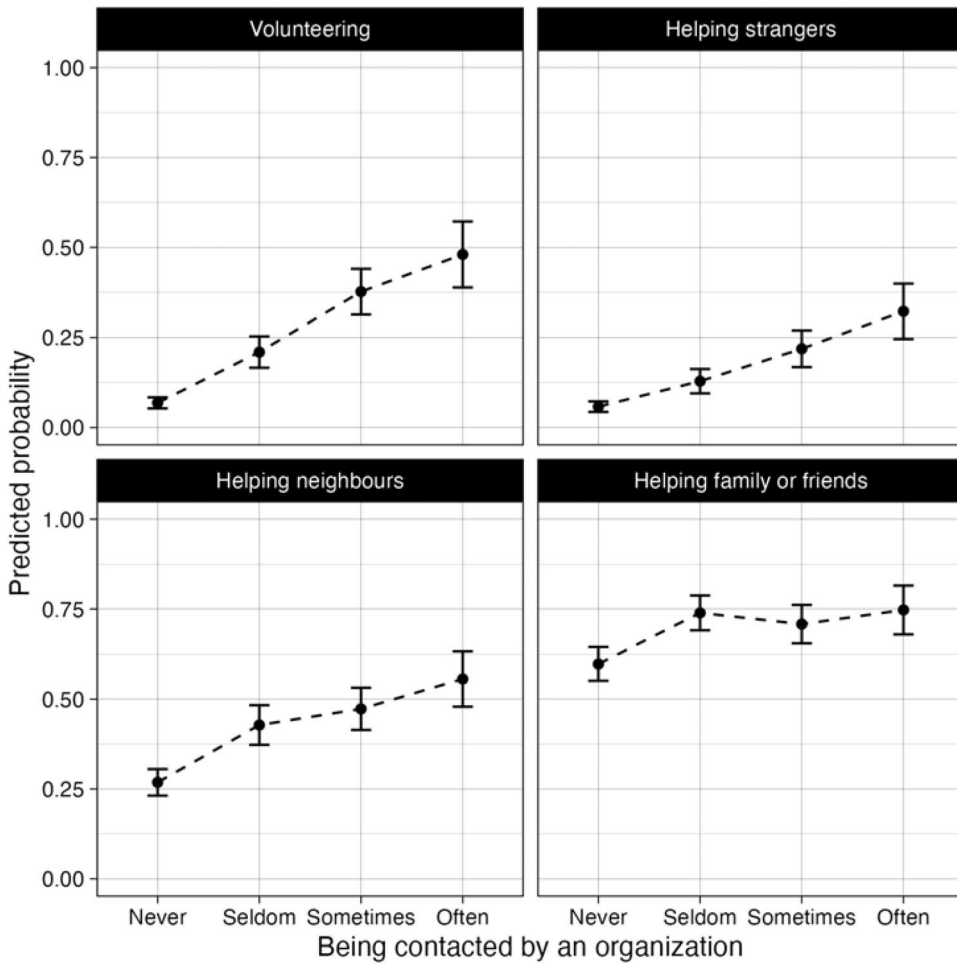 Volunteering
Helping strangers
1.00
0.75
0.50
0.25
0.00
Helping neighbours
Helping family or friends
1.00
0.75
0.50
0.25
0.00
Predicted probability
Never Seldom Sometimes Often
Never Seldom Sometimes Often
Being contacted by an organization